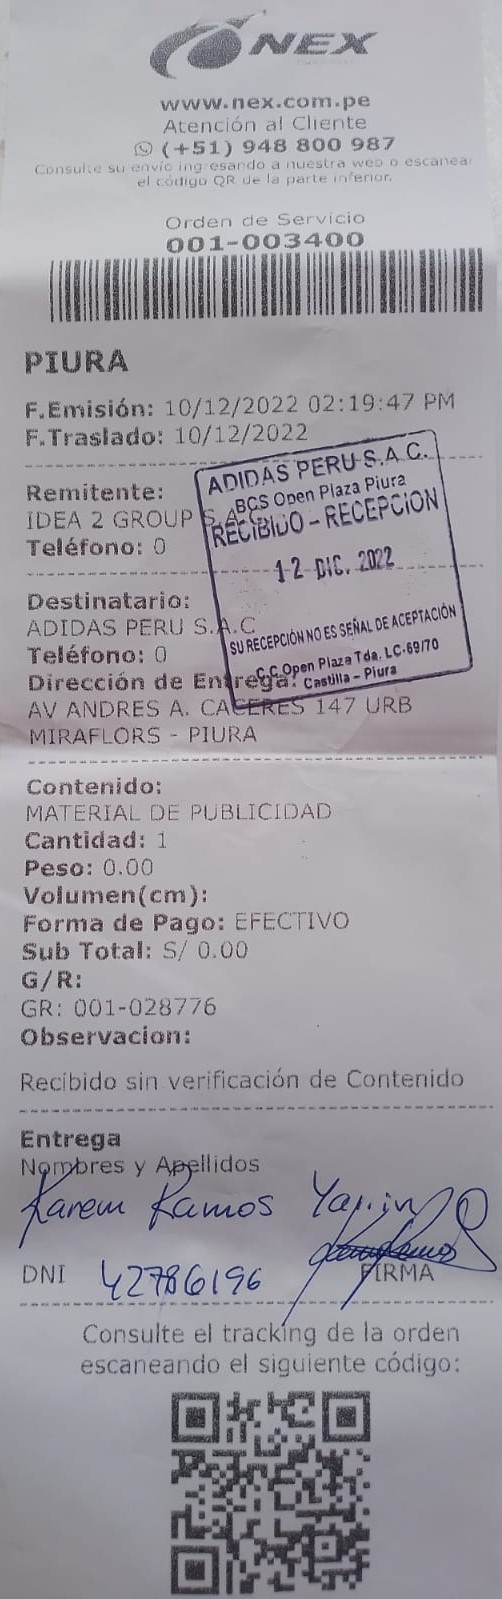 NEX
www.nex.com.pe
Atención al Cliente
(+51) 948 800 987
Consulte su envío ingresando a nuestra web o escanear
el código QR de la parte inferior.
Orden de Servicio
001-003400
PIURA
F.Emisión: 10/12/2022 02:19:47 PM
F.Traslado: 10/12/2022
Remitente:
IDEA 2 GROUP S.A.C
Teléfono: 0
ADIDAS PERU S.A.C.
BCS Open Plaza Piura
RECIBIDO - RECEPCIÓN
12 DIC. 2022
SU RECEPCIÓN NO ES SEÑAL DE ACEPTACIÓN
C.C. Open Plaza Tda. LC-69/70
Castilla - Piura
Destinatario:
ADIDAS PERU S.A.C
Teléfono: 0
Dirección de Entrega:
AV ANDRES A. CACERES 147 URB
MIRAFLORS - PIURA
Contenido:
MATERIAL DE PUBLICIDAD
Cantidad: 1
Peso: 0.00
Volumen(cm):
Forma de Pago: EFECTIVO
Sub Total: S/ 0.00
G/R:
GR: 001-028776
Observacion:
Recibido sin verificación de Contenido
Entrega
Nombres y Apellidos
Karem Ramos
DNI 42786196
FIRMA
Consulte el tracking de la orden
escaneando el siguiente código: